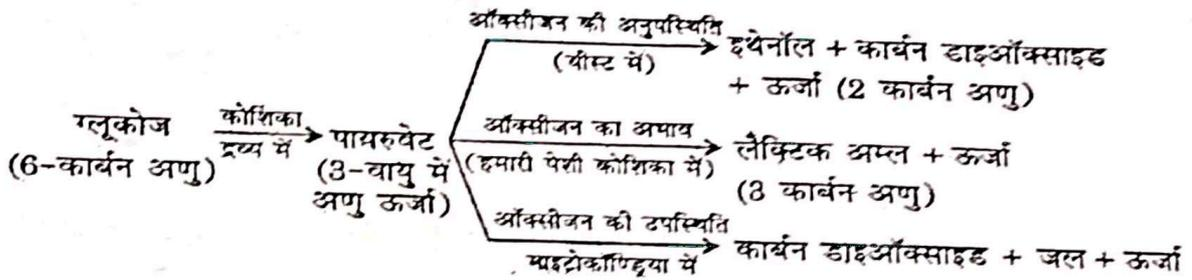 ऑक्सीजन की अनुपस्थिति
(यीस्ट में)
इथेनॉल + कार्बन डाइऑक्साइड
+ ऊर्जा (2 कार्बन अणु)
ग्लूकोज
(6-कार्बन अणु)
कोशिका
द्रव्य में
पायरुवेट
(3-वायु में
अणु ऊर्जा)
ऑक्सीजन का अभाव
(हमारी पेशी कोशिका में)
लैक्टिक अम्ल + ऊर्जा
(3 कार्बन अणु)
ऑक्सीजन की उपस्थिति
माइटोकॉण्ड्रिया में
कार्बन डाइऑक्साइड + जल + ऊर्जा